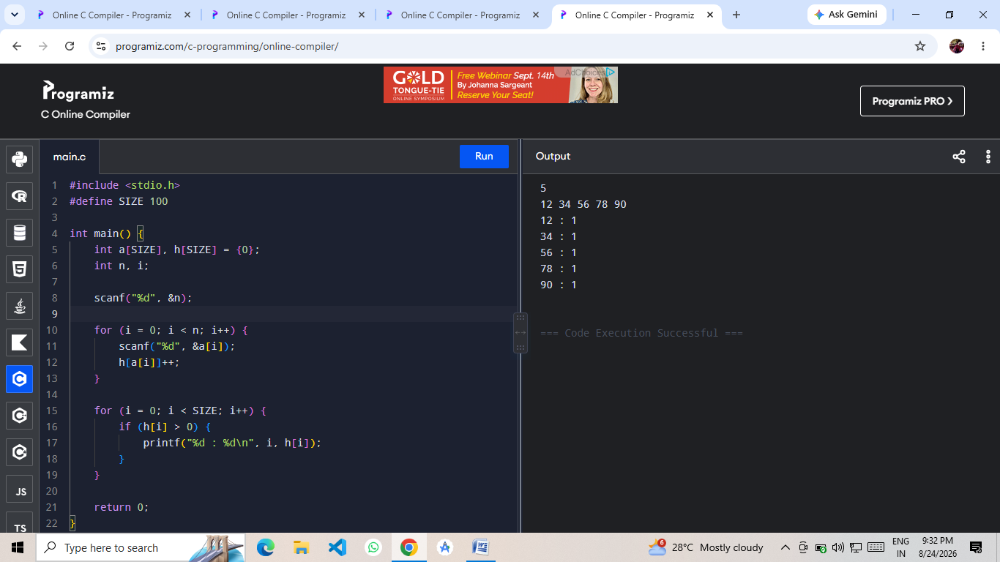 Online C Compiler - Programiz
Online C Compiler - Programiz
Online C Compiler - Programiz
Online C Compiler - Programiz
Ask Gemini
programiz.com/c-programming/online-compiler/
GOLD
TONGUE-TIE
ONLINE SYMPOSIUM
Free Webinar Sept. 14th
By Johanna Sargeant
Reserve Your Seat!
AdChoices
Programiz
C Online Compiler
Programiz PRO
main.c
Run
Output
1 #include <stdio.h>
2 #define SIZE 100
3
4 int main() {
5     int a[SIZE], h[SIZE] = {0};
6     int n, i;
7
8     scanf("%d", &n);
9
10     for (i = 0; i < n; i++) {
11         scanf("%d", &a[i]);
12         h[a[i]]++;
13     }
14
15     for (i = 0; i < SIZE; i++) {
16         if (h[i] > 0) {
17             printf("%d : %d\n", i, h[i]);
18         }
19     }
20
21     return 0;
22 }
5
12 34 56 78 90
12 : 1
34 : 1
56 : 1
78 : 1
90 : 1
=== Code Execution Successful ===
JS
TS
Type here to search
6
28°C Mostly cloudy
ENG
IN
9:32 PM
8/24/2026